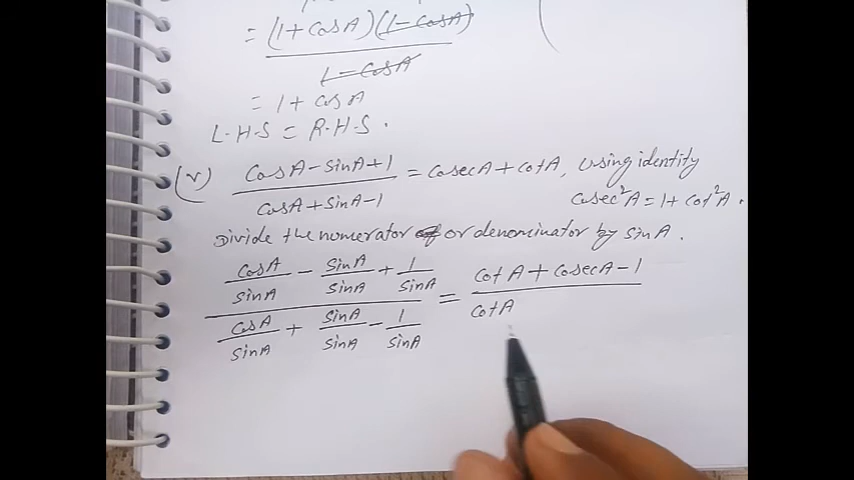 = (1+CosA)(1-CosA) / 1-CosA
= 1+cosA
L.H.S = R.H.S.
(v) CosA-sinA+1 / CosA+sinA-1 = CosecA+CotA, Using identity
Cosec²A=1+Cot²A.
Divide the numerator or denominator by sinA.
CosA/sinA - sinA/sinA + 1/sinA / CosA/sinA + sinA/sinA - 1/sinA = CotA+CosecA-1 / CotA